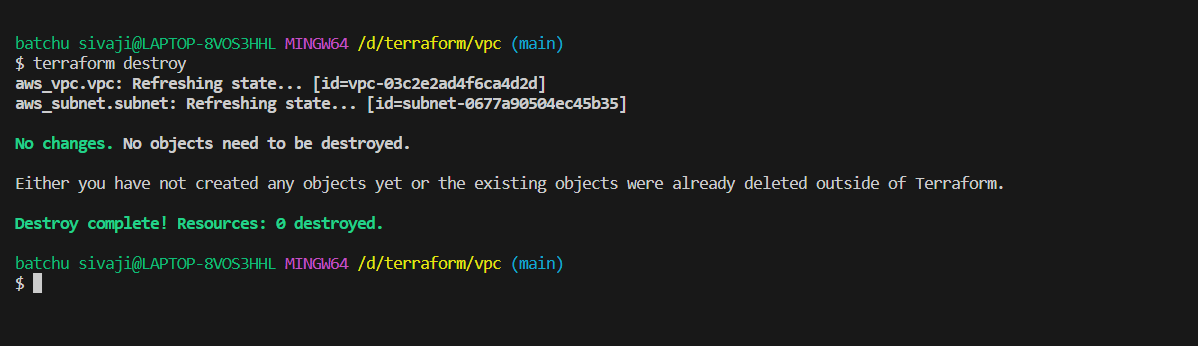 batchu sivaji@LAPTOP-8VOS3HHL MINGW64 /d/terraform/vpc (main)
$ terraform destroy
aws_vpc.vpc: Refreshing state... [id=vpc-03c2e2ad4f6ca4d2d]
aws_subnet.subnet: Refreshing state... [id=subnet-0677a90504ec45b35]
No changes. No objects need to be destroyed.
Either you have not created any objects yet or the existing objects were already deleted outside of Terraform.
Destroy complete! Resources: 0 destroyed.
batchu sivaji@LAPTOP-8VOS3HHL MINGW64 /d/terraform/vpc (main)
$